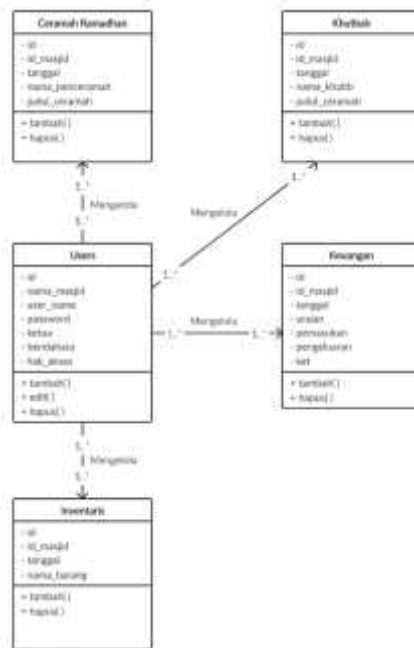 Ceramah Ramadhan
- id
- id_masjid
- tanggal
- nama_penceramah
- judul_ceramah
+ tambah()
+ hapus()
Khutbah
- id
- id_masjid
- tanggal
- nama_khatib
- judul_ceramah
+ tambah()
+ hapus()
1..*
Mengelola
1..*
1..*
Mengelola
1..*
Users
- id
- nama_masjid
- user_name
- password
- ketua
- bendahara
- hak_akses
+ tambah()
+ edit()
+ hapus()
1..*
Mengelola
1..*
Keuangan
- id
- id_masjid
- tanggal
- uraian
- pemasukan
- pengeluaran
- ket
+ tambah()
+ hapus()
1..*
Mengelola
1..*
Inventaris
- id
- id_masjid
- tanggal
- nama_barang
+ tambah()
+ hapus()